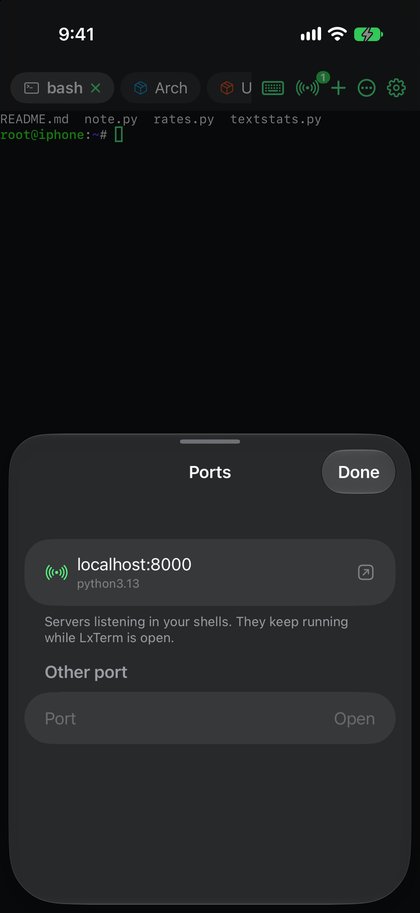 9:41
bash × Arch U 1
README.md note.py rates.py textstats.py
root@iphone:~#
Ports
Done
localhost:8000
python3.13
Servers listening in your shells. They keep running
while LxTerm is open.
Other port
Port Open